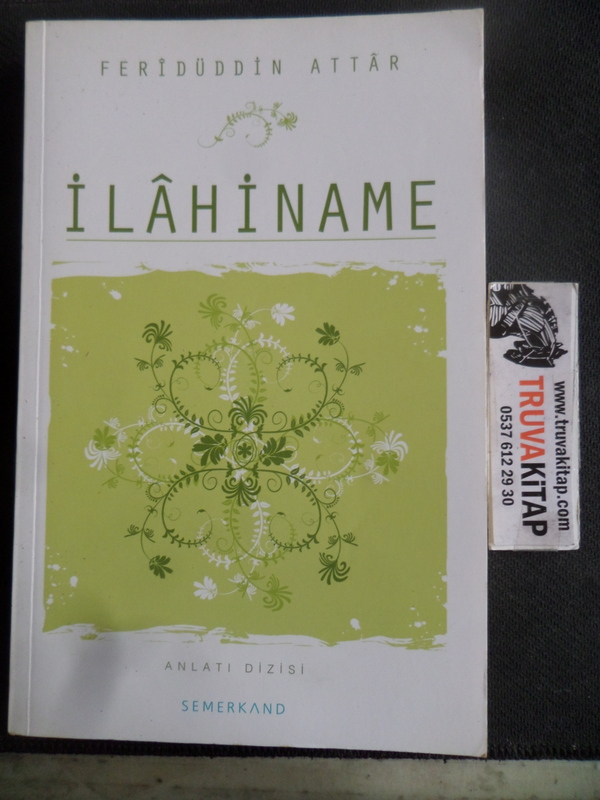 FERÎDÜDDİN ATTÂR
İLÂHİNAME
ANLATI DİZİSİ
SEMERKAND
www.truvakitap.com
TRUVAKİTAP
0537 612 29 30